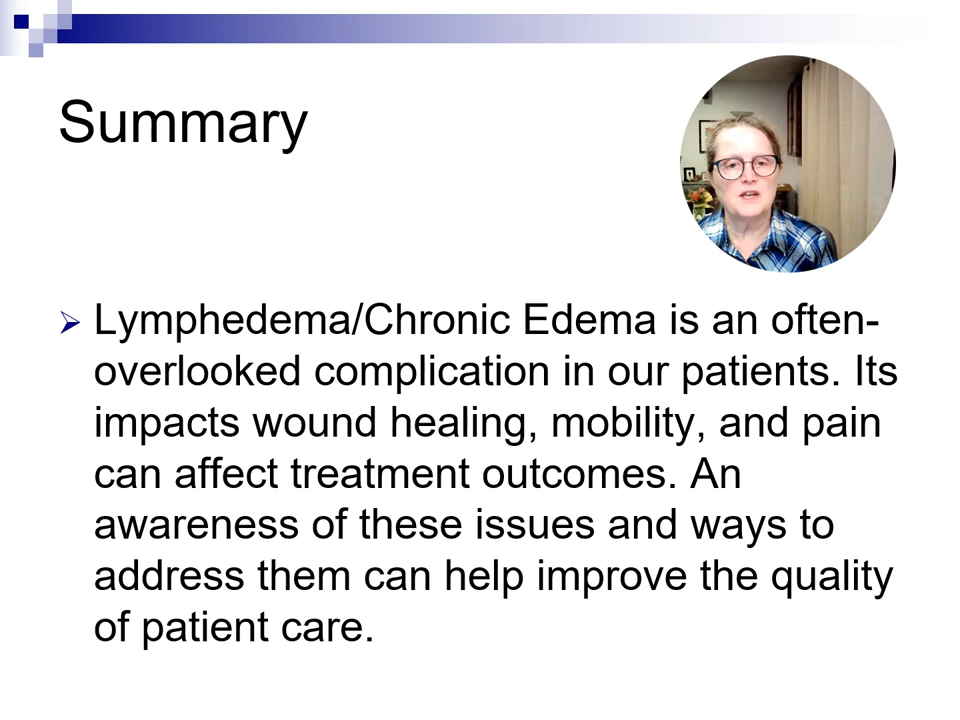 Summary
Lymphedema/Chronic Edema is an often-
overlooked complication in our patients. Its
impacts wound healing, mobility, and pain
can affect treatment outcomes. An
awareness of these issues and ways to
address them can help improve the quality
of patient care.